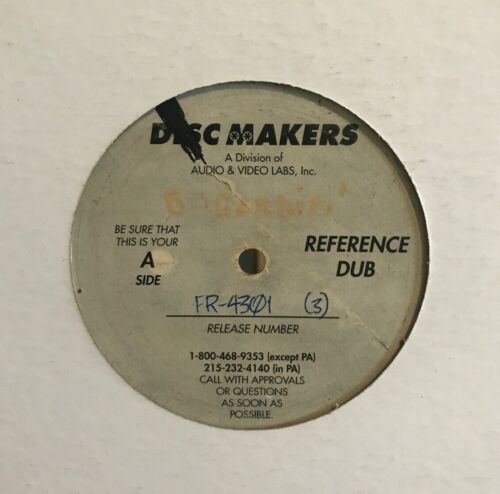 DISC MAKERS
A Division of
AUDIO & VIDEO LABS, Inc.
BE SURE THAT
THIS IS YOUR
A
SIDE
REFERENCE
DUB
FR-4301 (3)
RELEASE NUMBER
1-800-468-9353 (except PA)
215-232-4140 (in PA)
CALL WITH APPROVALS
OR QUESTIONS
AS SOON AS
POSSIBLE.